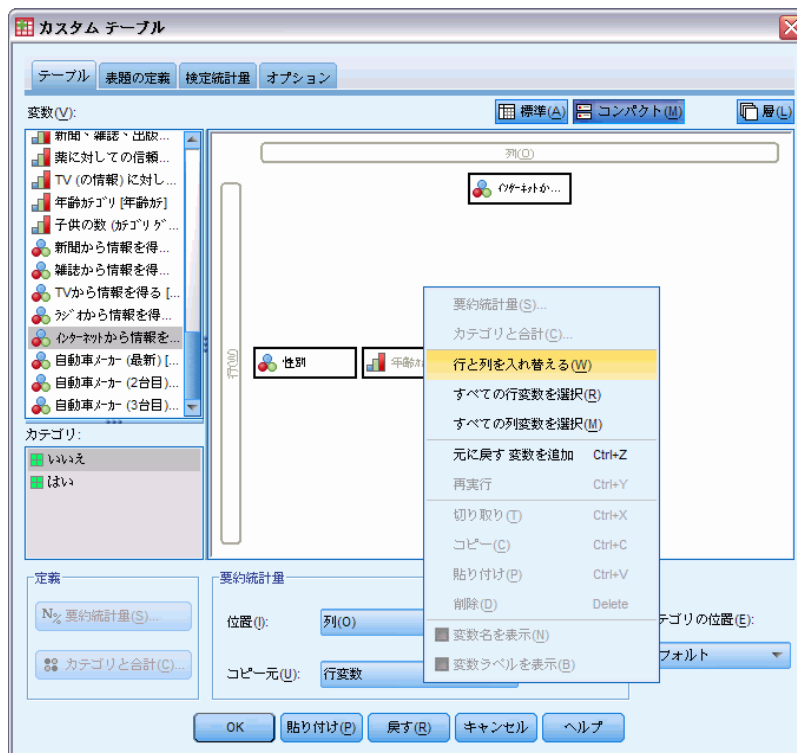 カスタム テーブル
テーブル 表題の定義 検定統計量 オプション
変数(V):
標準(A) コンパクト(M) 層(L)
新聞、雑誌、出版...
薬に対しての信頼...
TV (の情報) に対し...
年齢カテゴリ [年齢カテ]
子供の数 (カテゴリ ゲ...
新聞から情報を得...
雑誌から情報を得...
TVから情報を得る [...
ラジオから情報を得...
インターネットから情報を...
自動車メーカー (最新) [...
自動車メーカー (2台目)...
自動車メーカー (3台目)...
カテゴリ:
いいえ
はい
列(O)
インターネットか...
行(W)
性別
年齢カ
要約統計量(S)...
カテゴリと合計(C)...
行と列を入れ替える(W)
すべての行変数を選択(R)
すべての列変数を選択(M)
元に戻す 変数を追加 Ctrl+Z
再実行 Ctrl+Y
切り取り(T) Ctrl+X
コピー(C) Ctrl+C
貼り付け(P) Ctrl+V
削除(D) Delete
変数名を表示(N)
変数ラベルを表示(B)
定義
N% 要約統計量(S)...
カテゴリと合計(C)...
要約統計量
位置(I): 列(O)
コピー元(U): 行変数
テゴリの位置(E):
フォルト
OK 貼り付け(P) 戻す(R) キャンセル ヘルプ